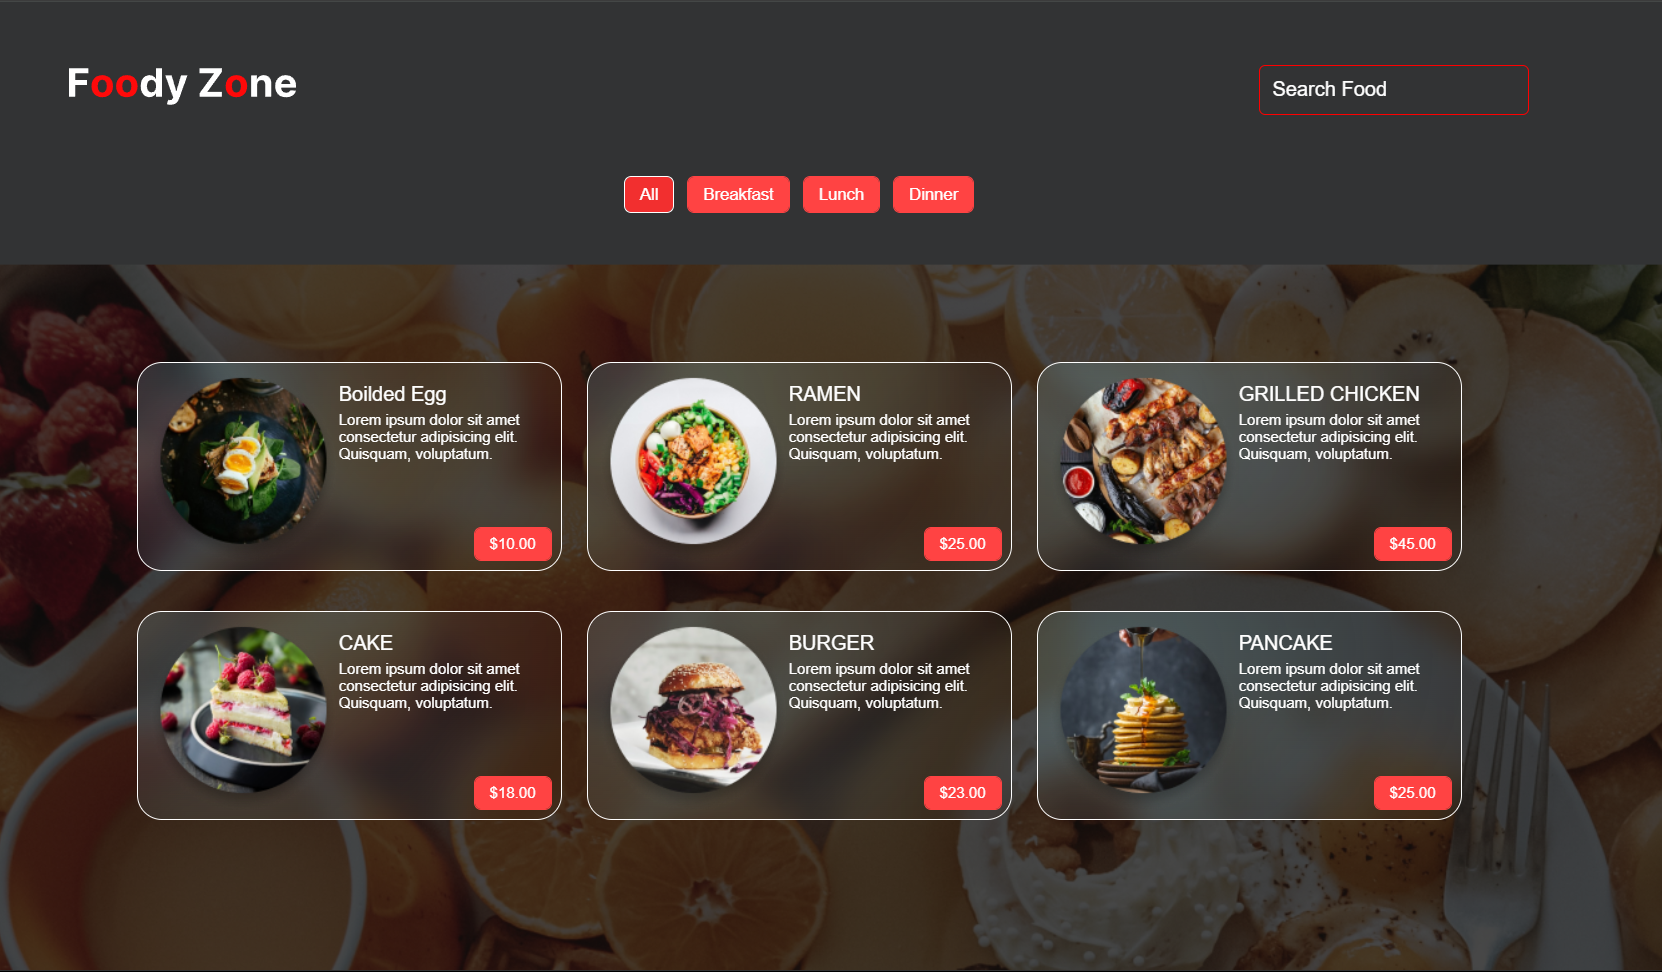 Foody Zone
Search Food
All
Breakfast
Lunch
Dinner
Boilded Egg
Lorem ipsum dolor sit amet
consectetur adipisicing elit.
Quisquam, voluptatum.
$10.00
RAMEN
Lorem ipsum dolor sit amet
consectetur adipisicing elit.
Quisquam, voluptatum.
$25.00
GRILLED CHICKEN
Lorem ipsum dolor sit amet
consectetur adipisicing elit.
Quisquam, voluptatum.
$45.00
CAKE
Lorem ipsum dolor sit amet
consectetur adipisicing elit.
Quisquam, voluptatum.
$18.00
BURGER
Lorem ipsum dolor sit amet
consectetur adipisicing elit.
Quisquam, voluptatum.
$23.00
PANCAKE
Lorem ipsum dolor sit amet
consectetur adipisicing elit.
Quisquam, voluptatum.
$25.00